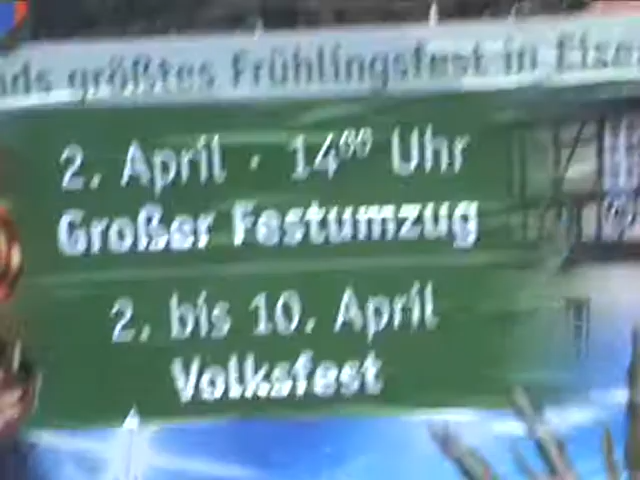 größtes Frühlingsfest in
2. April · 14⁰⁰ Uhr
Großer Festumzug
2. bis 10. April
Volksfest